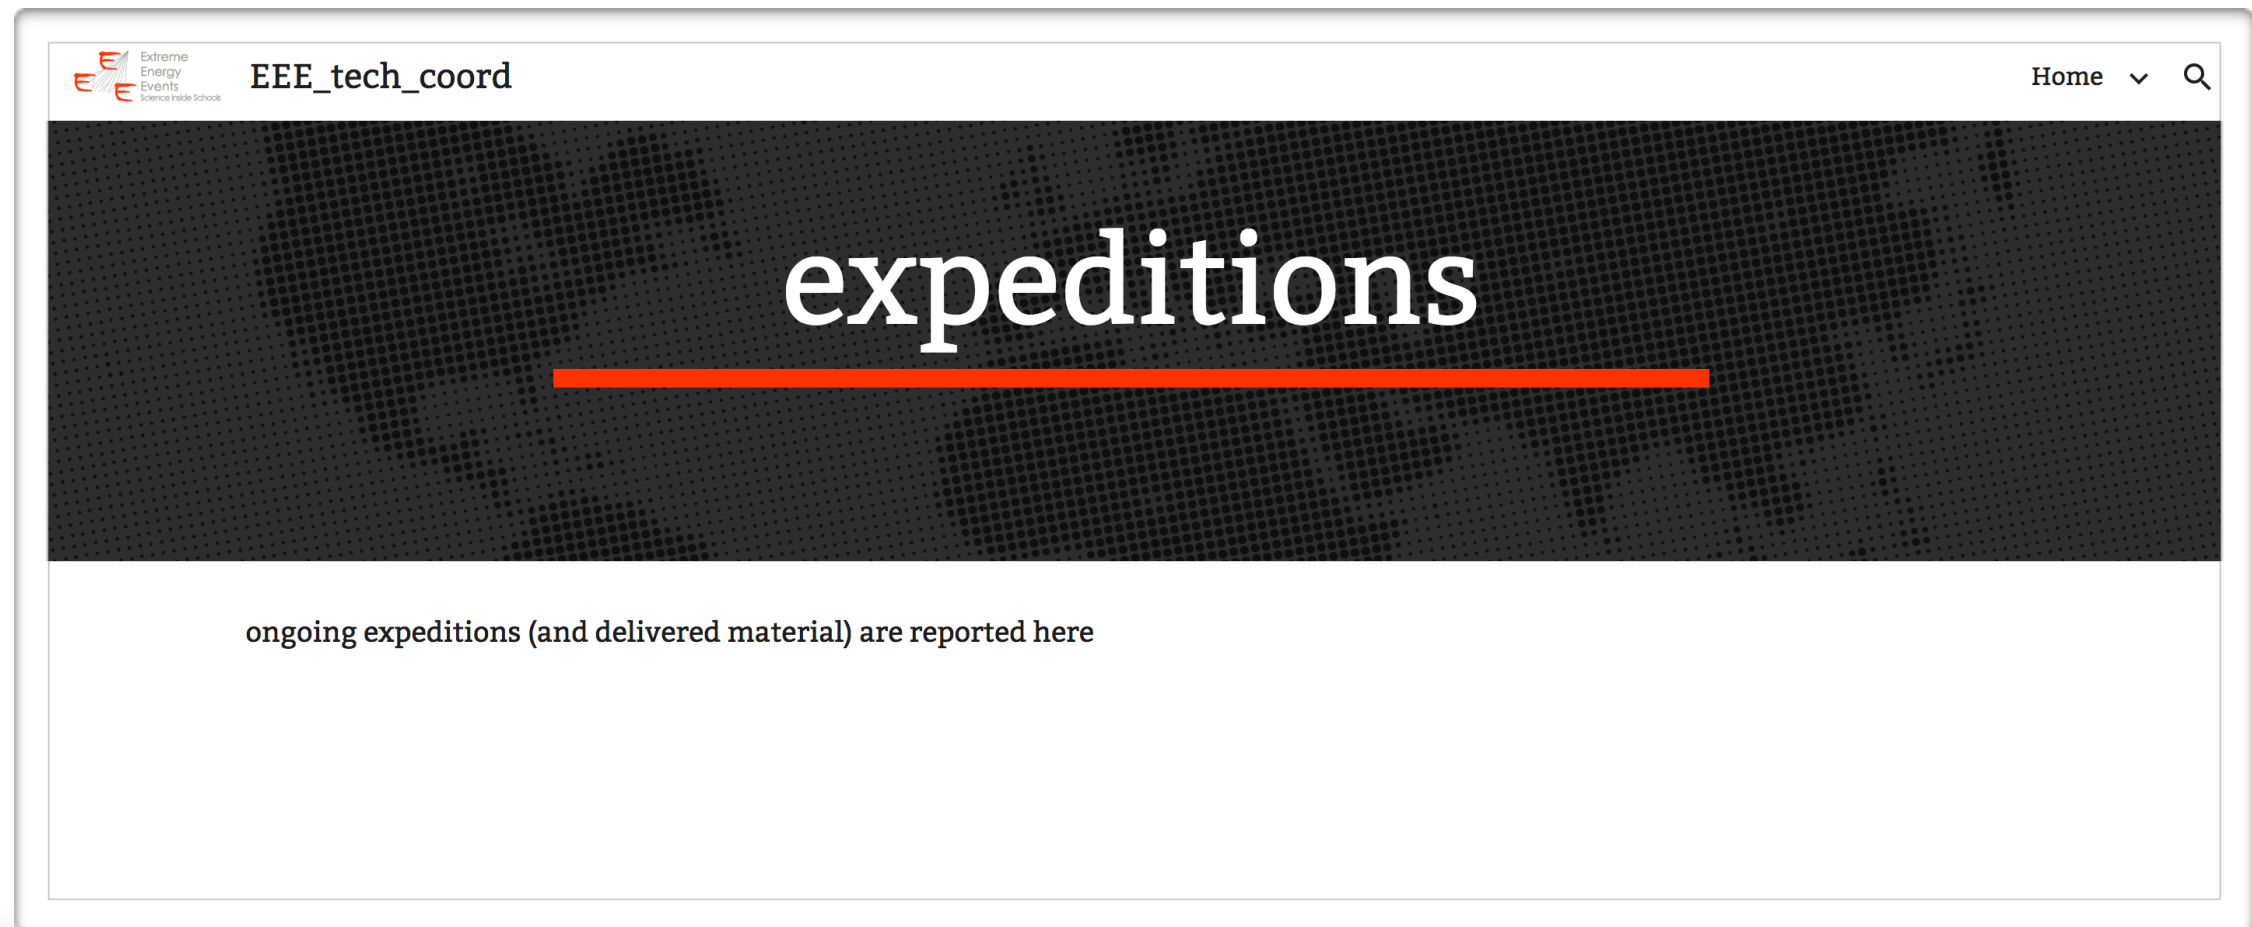 Extreme
Energy
Events
Science Inside Schools
EEE_tech_coord
Home
expeditions
ongoing expeditions (and delivered material) are reported here